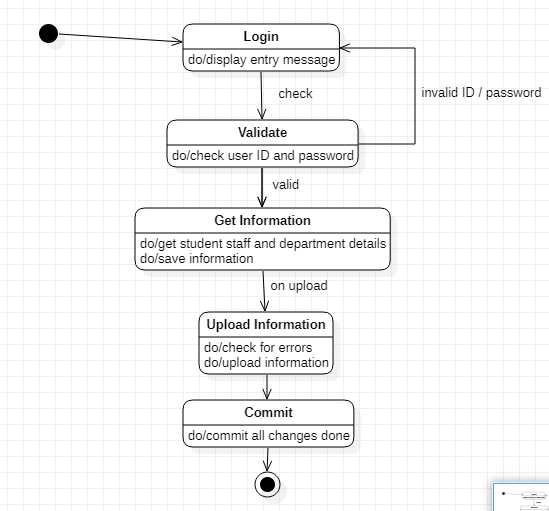 Login
do/display entry message
check
invalid ID / password
Validate
do/check user ID and password
valid
Get Information
do/get student staff and department details
do/save information
on upload
Upload Information
do/check for errors
do/upload information
Commit
do/commit all changes done